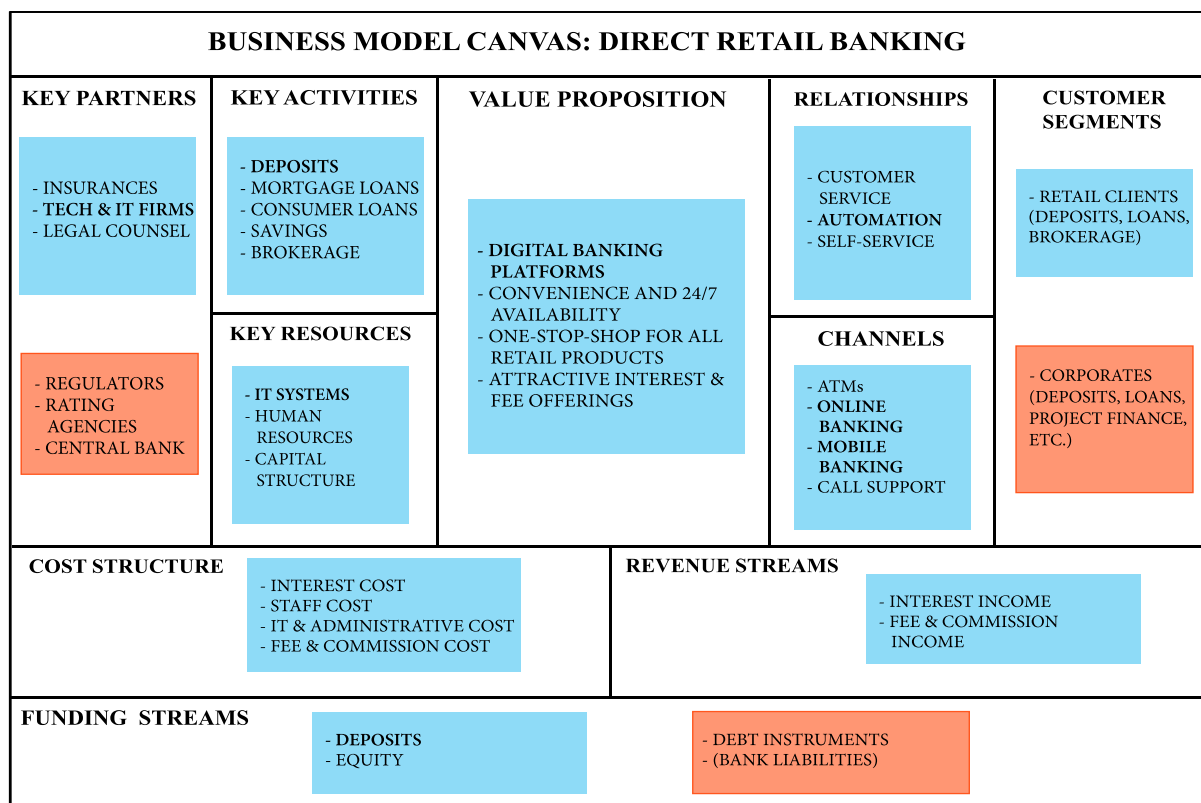 BUSINESS MODEL CANVAS: DIRECT RETAIL BANKING
KEY PARTNERS
- INSURANCES
- TECH & IT FIRMS
- LEGAL COUNSEL
- REGULATORS
- RATING
AGENCIES
- CENTRAL BANK
KEY ACTIVITIES
- DEPOSITS
- MORTGAGE LOANS
- CONSUMER LOANS
- SAVINGS
- BROKERAGE
KEY RESOURCES
- IT SYSTEMS
- HUMAN
RESOURCES
- CAPITAL
STRUCTURE
VALUE PROPOSITION
- DIGITAL BANKING
PLATFORMS
- CONVENIENCE AND 24/7
AVAILABILITY
- ONE-STOP-SHOP FOR ALL
RETAIL PRODUCTS
- ATTRACTIVE INTEREST &
FEE OFFERINGS
RELATIONSHIPS
- CUSTOMER
SERVICE
- AUTOMATION
- SELF-SERVICE
CHANNELS
- ATMs
- ONLINE
BANKING
- MOBILE
BANKING
- CALL SUPPORT
CUSTOMER
SEGMENTS
- RETAIL CLIENTS
(DEPOSITS, LOANS,
BROKERAGE)
- CORPORATES
(DEPOSITS, LOANS,
PROJECT FINANCE,
ETC.)
COST STRUCTURE
- INTEREST COST
- STAFF COST
- IT & ADMINISTRATIVE COST
- FEE & COMMISSION COST
REVENUE STREAMS
- INTEREST INCOME
- FEE & COMMISSION
INCOME
FUNDING STREAMS
- DEPOSITS
- EQUITY
- DEBT INSTRUMENTS
- (BANK LIABILITIES)